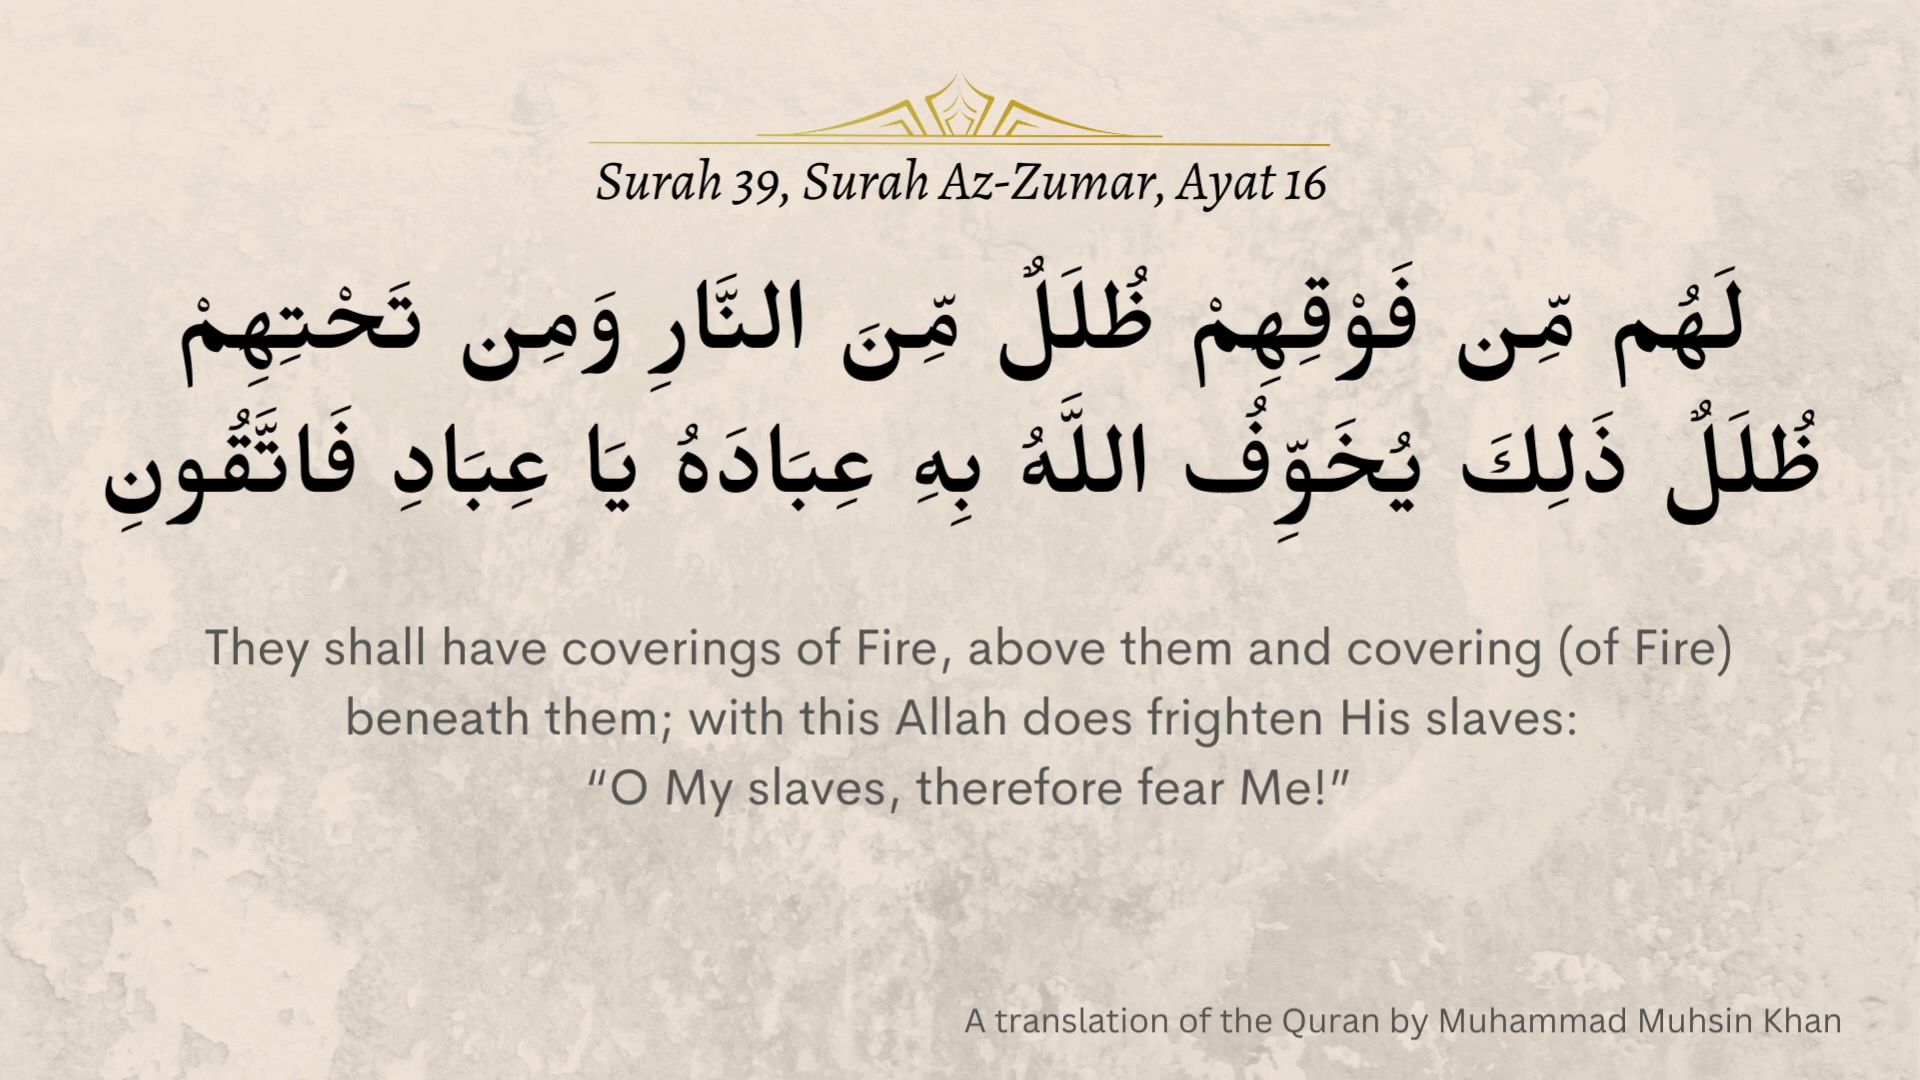 Surah 39, Surah Az-Zumar, Ayat 16
لَهُم مِّن فَوْقِهِمْ ظُلَلٌ مِّنَ النَّارِ وَمِن تَحْتِهِمْ
ظُلَلٌ ذَلِكَ يُخَوِّفُ اللَّهُ بِهِ عِبَادَهُ يَا عِبَادِ فَاتَّقُونِ
They shall have coverings of Fire, above them and covering (of Fire)
beneath them; with this Allah does frighten His slaves:
“O My slaves, therefore fear Me!”
A translation of the Quran by Muhammad Muhsin Khan